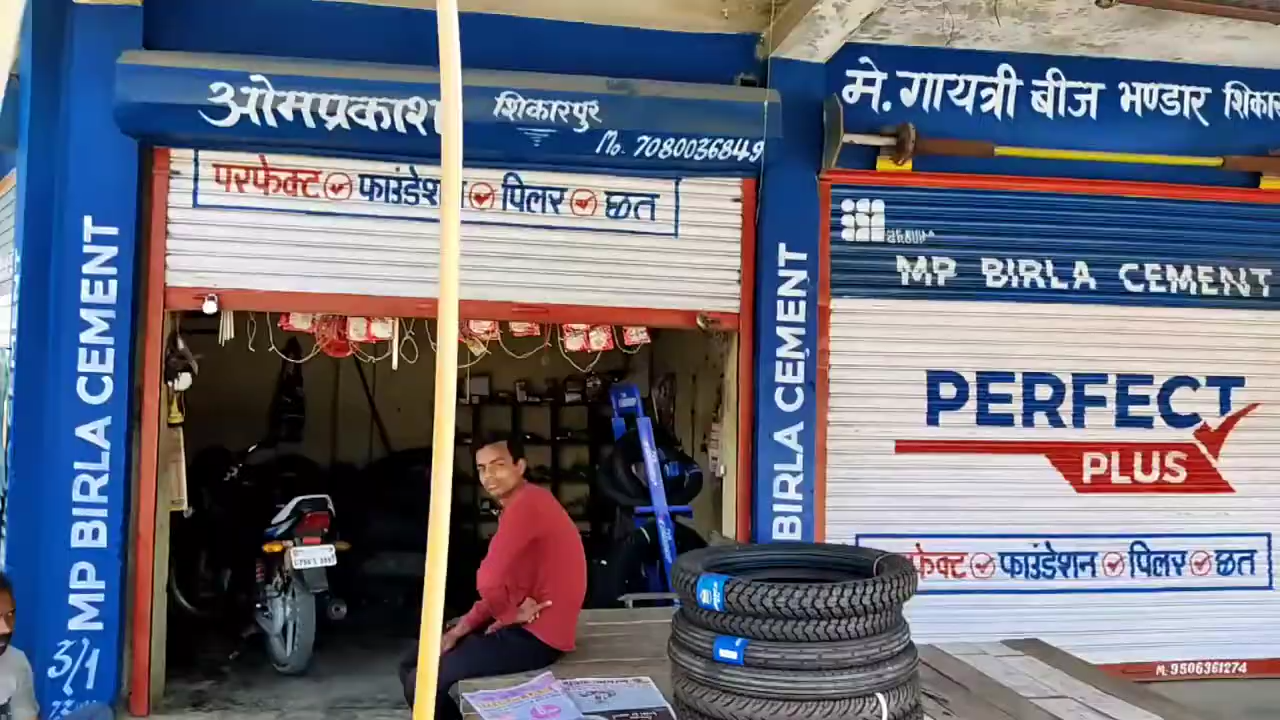 ओमप्रकाश शिकारपुर
Mo. 7080036849
परफेक्ट फाउंडेशन पिलर छत
MP BIRLA CEMENT
3/1
BIRLA CEMENT
मे. गायत्री बीज भण्डार
MP BIRLA CEMENT
PERFECT
PLUS
फाउंडेशन पिलर छत
M. 9506361274